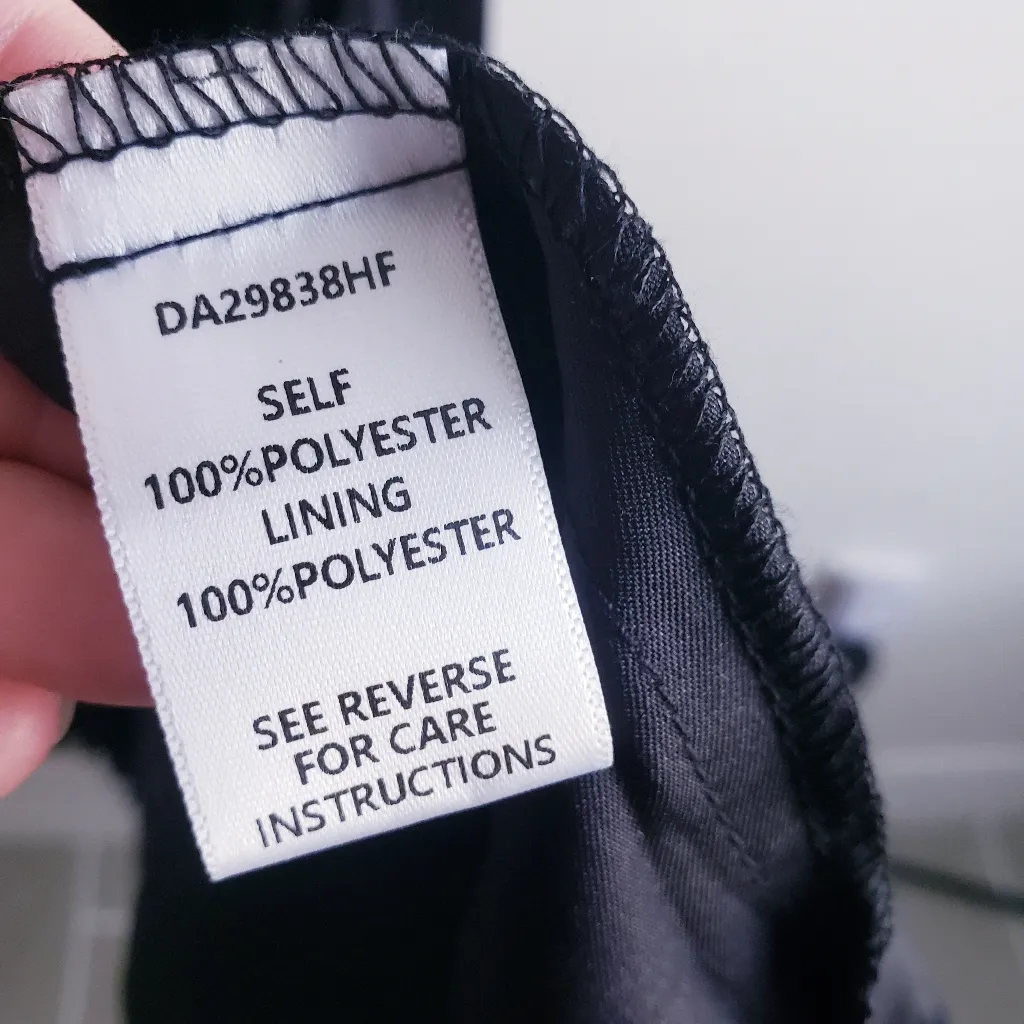 DA29838HF
SELF
100%POLYESTER
LINING
100%POLYESTER
SEE REVERSE
FOR CARE
INSTRUCTIONS